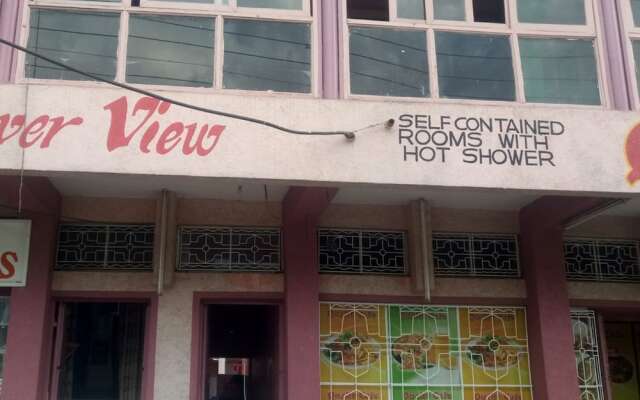 ver View
SELF CONTAINED
ROOMS WITH
HOT SHOWER
s